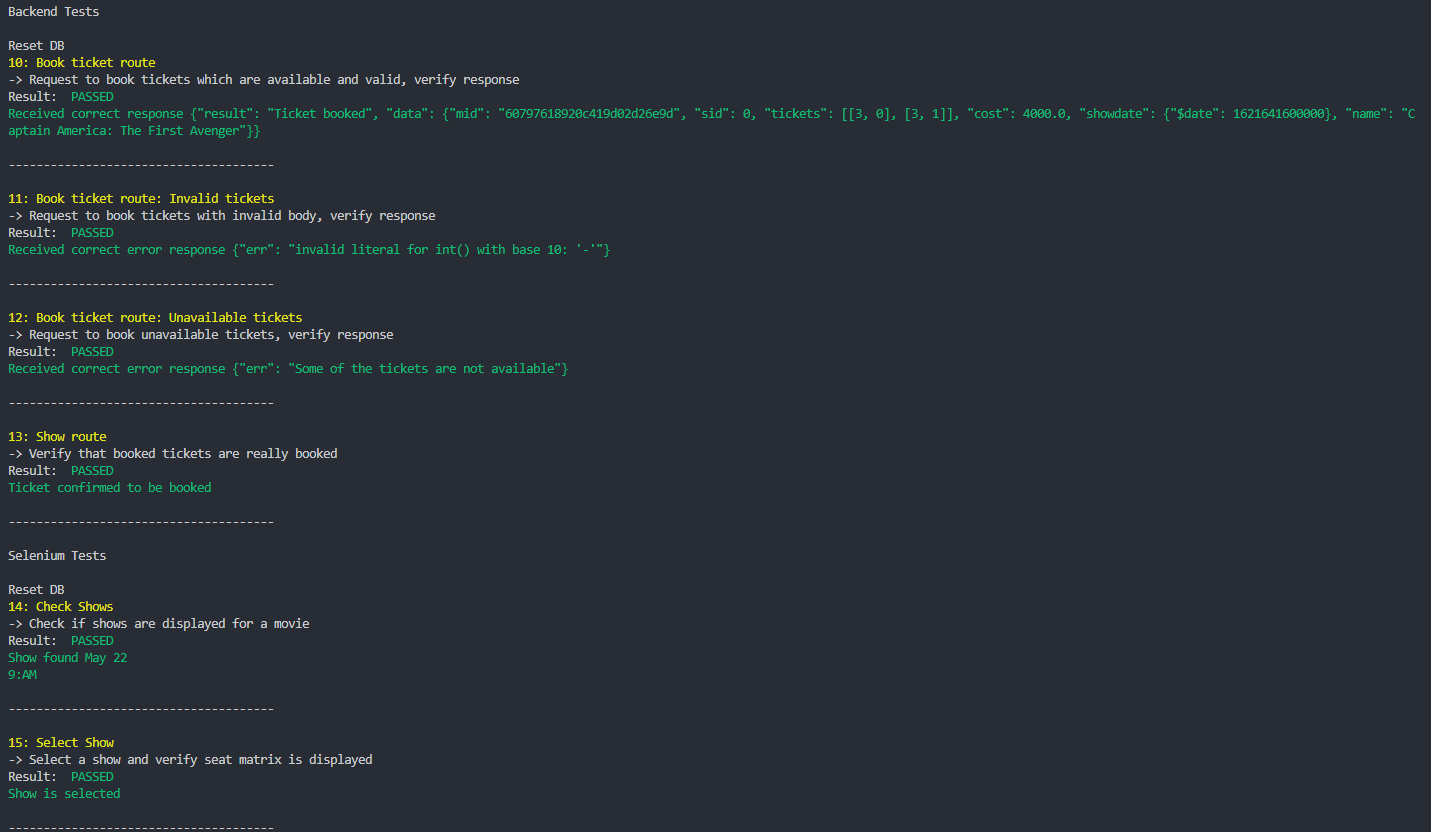 Backend Tests
Reset DB
10: Book ticket route
-> Request to book tickets which are available and valid, verify response
Result:  PASSED
Received correct response {"result": "Ticket booked", "data": {"mid": "60797618920c419d02d26e9d", "sid": 0, "tickets": [[3, 0], [3, 1]], "cost": 4000.0, "showdate": {"$date": 1621641600000}, "name": "C
aptain America: The First Avenger"}}
--------------------------------------
11: Book ticket route: Invalid tickets
-> Request to book tickets with invalid body, verify response
Result:  PASSED
Received correct error response {"err": "invalid literal for int() with base 10: '-'"}
--------------------------------------
12: Book ticket route: Unavailable tickets
-> Request to book unavailable tickets, verify response
Result:  PASSED
Received correct error response {"err": "Some of the tickets are not available"}
--------------------------------------
13: Show route
-> Verify that booked tickets are really booked
Result:  PASSED
Ticket confirmed to be booked
--------------------------------------
Selenium Tests
Reset DB
14: Check Shows
-> Check if shows are displayed for a movie
Result:  PASSED
Show found May 22
9:AM
--------------------------------------
15: Select Show
-> Select a show and verify seat matrix is displayed
Result:  PASSED
Show is selected
--------------------------------------